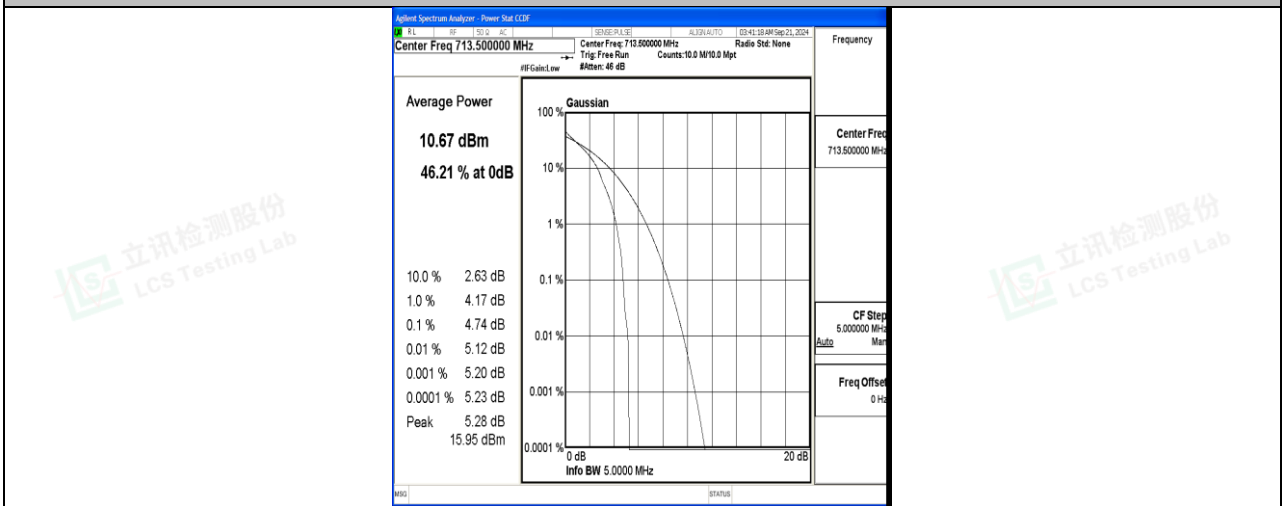 Agilent Spectrum Analyzer - Power Stat CCDF
RL RF 50 Ω AC SENSE:PULSE ALIGN AUTO 03:41:18 AM Sep 21, 2024
Center Freq 713.500000 MHz
Center Freq: 713.500000 MHz Radio Std: None
Trig: Free Run Counts:10.0 M/10.0 Mpt
#IFGain:Low #Atten: 46 dB
Frequency
Average Power
10.67 dBm
46.21 % at 0dB
10.0 % 2.63 dB
1.0 % 4.17 dB
0.1 % 4.74 dB
0.01 % 5.12 dB
0.001 % 5.20 dB
0.0001 % 5.23 dB
Peak 5.28 dB
15.95 dBm
Gaussian
100 %
10 %
1 %
0.1 %
0.01 %
0.001 %
0.0001 %
0 dB 20 dB
Info BW 5.0000 MHz
Center Freq
713.500000 MHz
CF Step
5.000000 MHz
Auto Man
Freq Offset
0 Hz
MSG STATUS
立讯检测股份
LCS Testing Lab
立讯检测股份
LCS Testing Lab